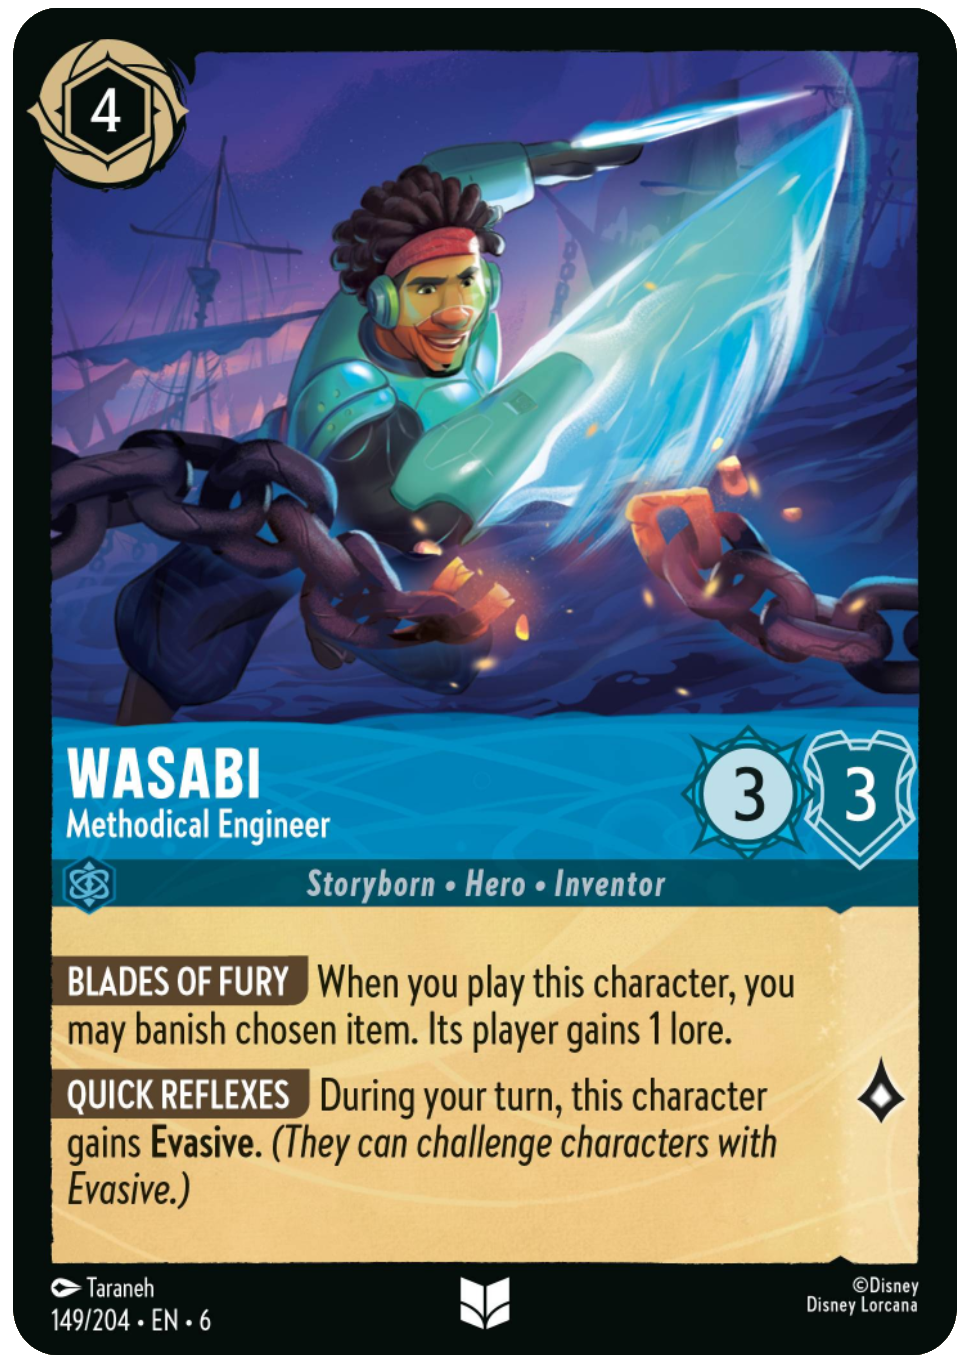 4
WASABI
Methodical Engineer
3
3
Storyborn • Hero • Inventor
BLADES OF FURY When you play this character, you
may banish chosen item. Its player gains 1 lore.
QUICK REFLEXES During your turn, this character
gains Evasive. (They can challenge characters with
Evasive.)
Taraneh
149/204 • EN • 6
©Disney
Disney Lorcana